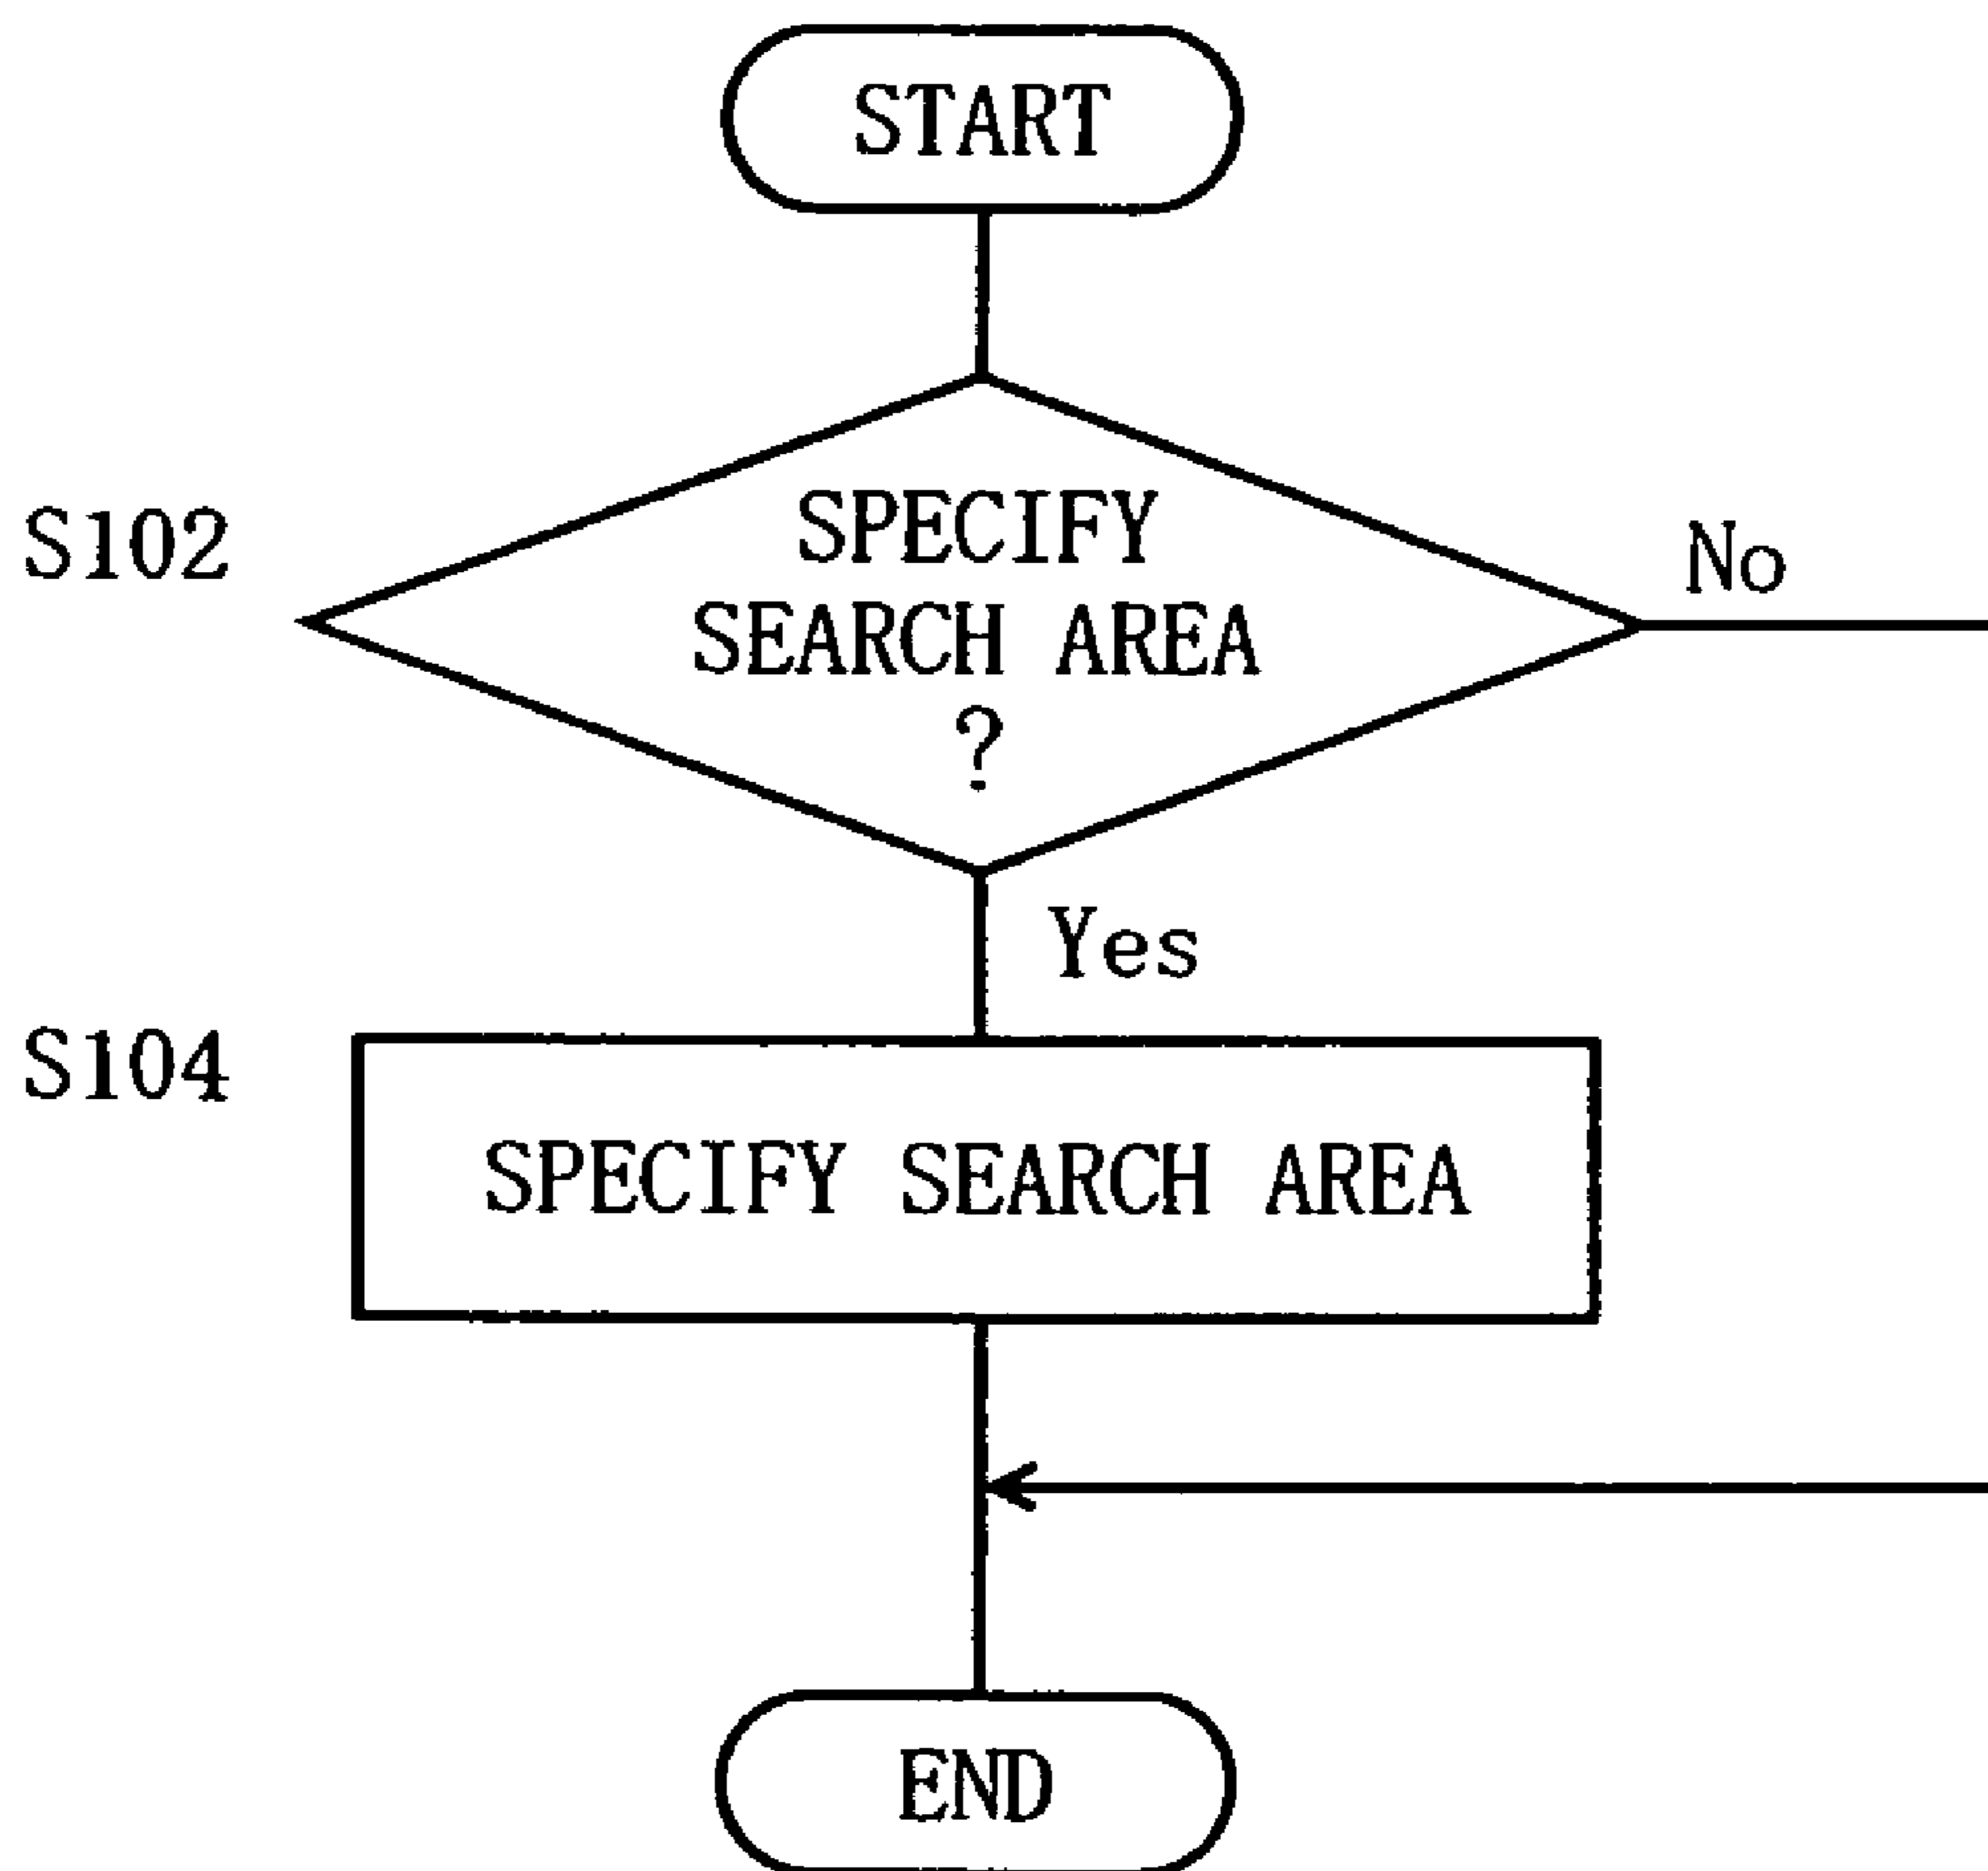 START
S102
SPECIFY
SEARCH AREA
?
No
Yes
S104
SPECIFY SEARCH AREA
END